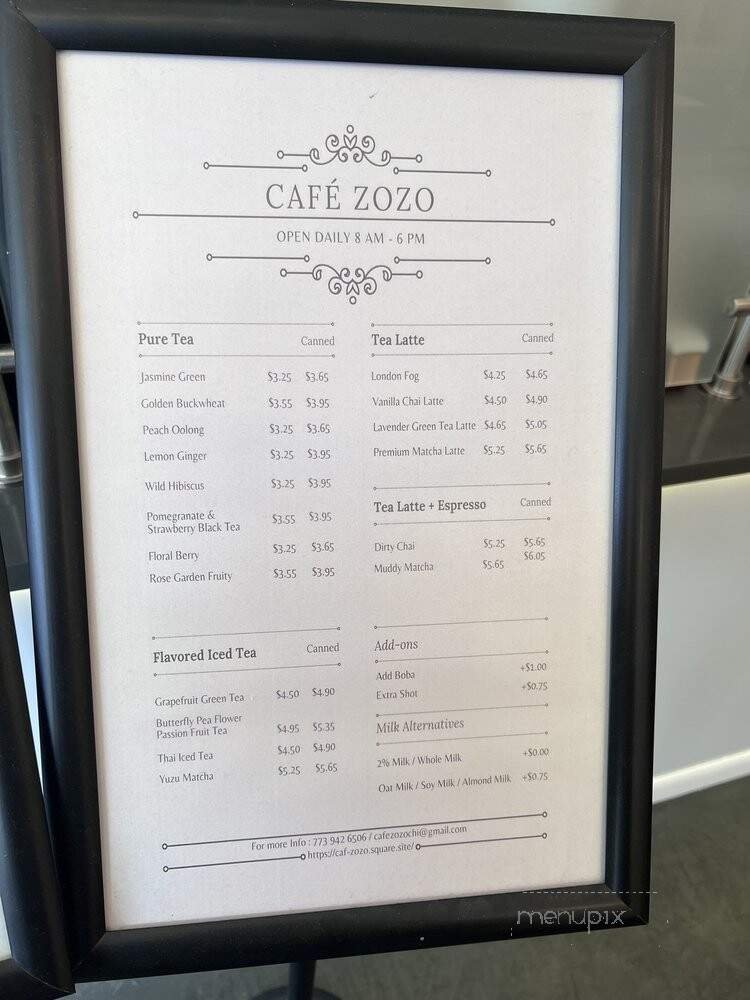 CAFÉ ZOZO
OPEN DAILY 8 AM - 6 PM
Pure Tea Canned
Jasmine Green $3.25 $3.65
Golden Buckwheat $3.55 $3.95
Peach Oolong $3.25 $3.65
Lemon Ginger $3.25 $3.95
Wild Hibiscus $3.25 $3.95
Pomegranate &
Strawberry Black Tea $3.55 $3.95
Floral Berry $3.25 $3.65
Rose Garden Fruity $3.55 $3.95
Flavored Iced Tea Canned
Grapefruit Green Tea $4.50 $4.90
Butterfly Pea Flower
Passion Fruit Tea $4.95 $5.35
Thai Iced Tea $4.50 $4.90
Yuzu Matcha $5.25 $5.65
Tea Latte Canned
London Fog $4.25 $4.65
Vanilla Chai Latte $4.50 $4.90
Lavender Green Tea Latte $4.65 $5.05
Premium Matcha Latte $5.25 $5.65
Tea Latte + Espresso Canned
Dirty Chai $5.25 $5.65
Muddy Matcha $5.65 $6.05
Add-ons
Add Boba +$1.00
Extra Shot +$0.75
Milk Alternatives
2% Milk / Whole Milk +$0.00
Oat Milk / Soy Milk / Almond Milk +$0.75
For more Info : 773 942 6506 / cafezozochi@gmail.com
https://caf-zozo.square.site/
menupix